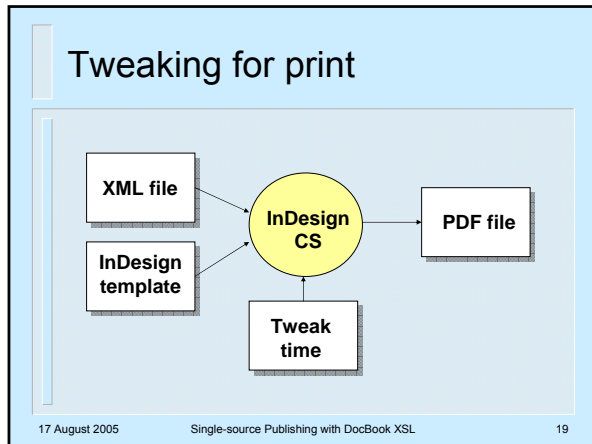 Tweaking for print
XML file
InDesign
template
InDesign
CS
Tweak
time
PDF file
17 August 2005
Single-source Publishing with DocBook XSL
19